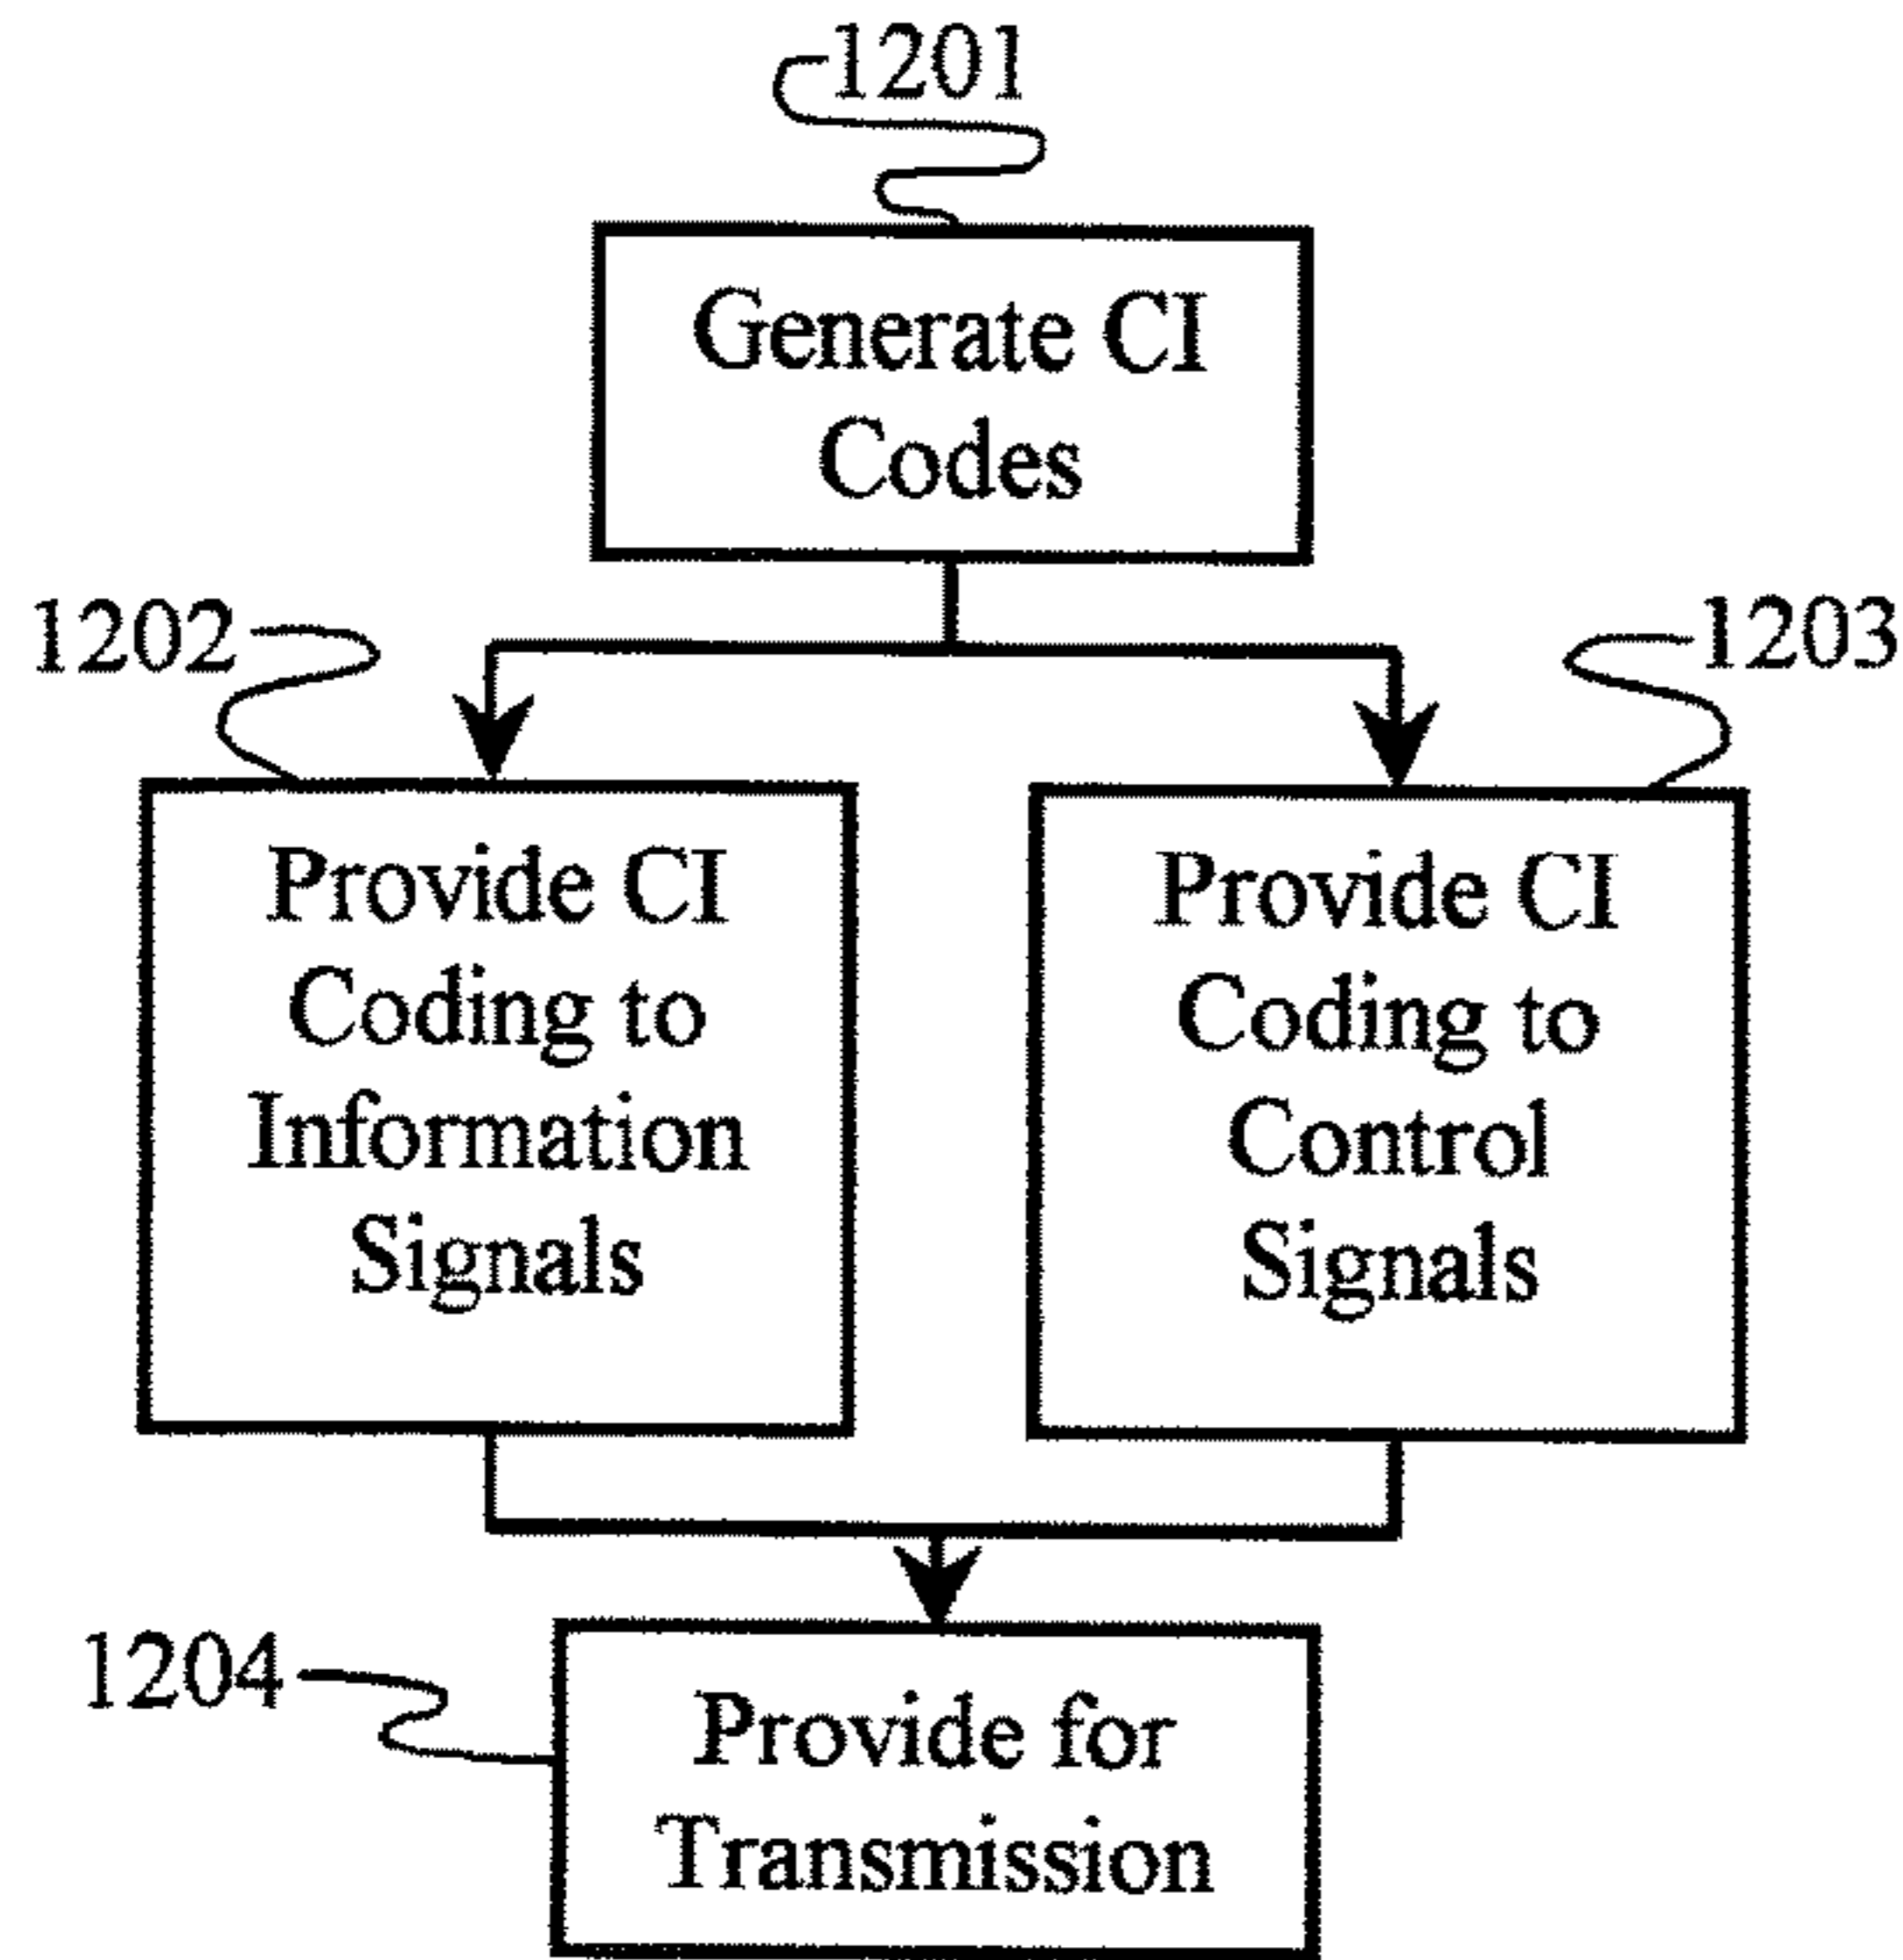 1201
Generate CI
Codes
1202
1203
Provide CI
Coding to
Information
Signals
Provide CI
Coding to
Control
Signals
1204
Provide for
Transmission